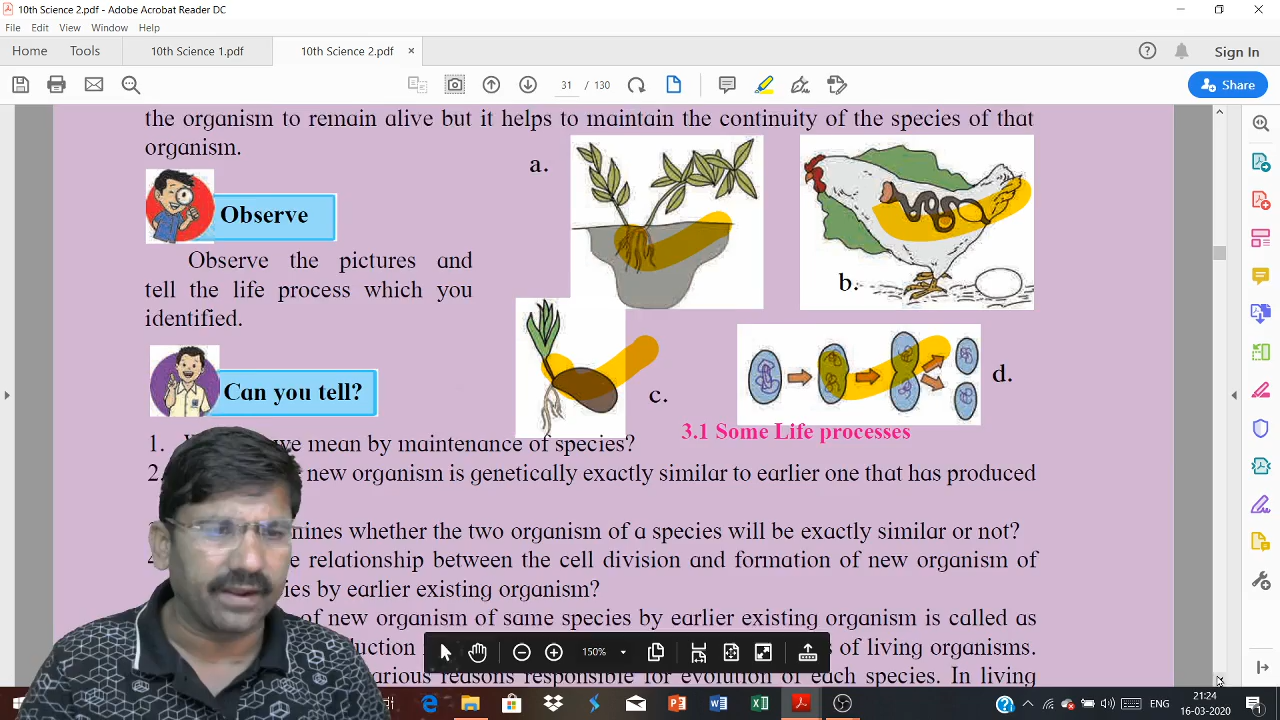 10th Science 2.pdf - Adobe Acrobat Reader DC
File Edit View Window Help
Home Tools 10th Science 1.pdf 10th Science 2.pdf × Sign In
31 / 130 Share
the organism to remain alive but it helps to maintain the continuity of the species of that
organism.
a.
Observe
Observe the pictures and
tell the life process which you
identified.
b.
Can you tell?
c.
d.
3.1 Some Life processes
1. we mean by maintenance of species?
2. new organism is genetically exactly similar to earlier one that has produced
whether the two organism of a species will be exactly similar or not?
relationship between the cell division and formation of new organism of
by earlier existing organism?
of new organism of same species by earlier existing organism is called as
of living organisms.
various reasons responsible for evolution of each species. In living
150%
21:24
ENG
16-03-2020